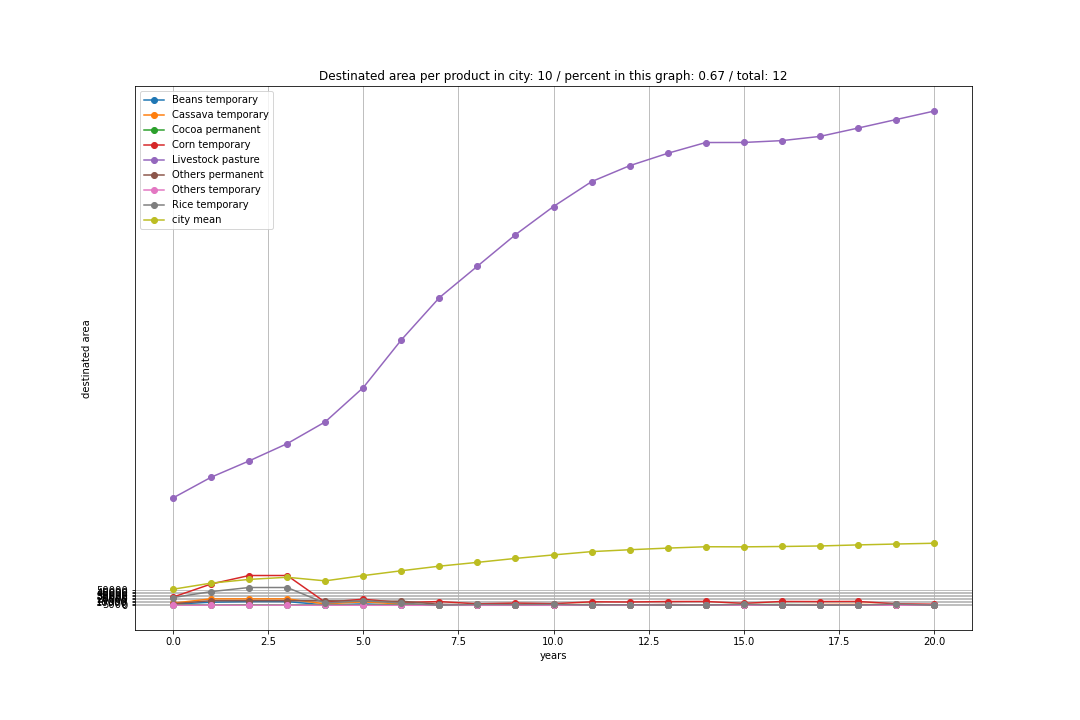 Destinated area per product in city: 10 / percent in this graph: 0.67 / total: 12
Beans temporary
Cassava temporary
Cocoa permanent
Corn temporary
Livestock pasture
Others permanent
Others temporary
Rice temporary
city mean
destinated area
50000
0.0 2.5 5.0 7.5 10.0 12.5 15.0 17.5 20.0
years